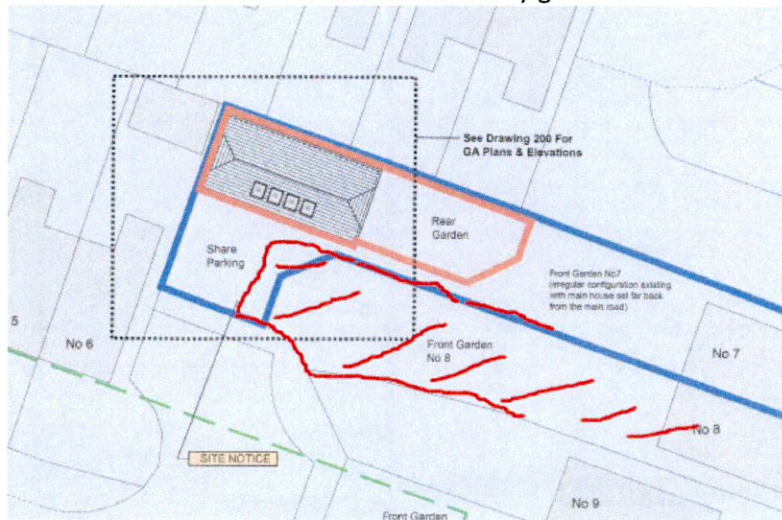 See Drawing 200 For
GA Plans & Elevations
Rear
Garden
Share
Parking
Front Garden No7
(irregular configuration existing
with main house set far back
from the main road)
5
No 6
No 7
Front Garden
No 8
No 8
SITE NOTICE
No 9
Front Garden